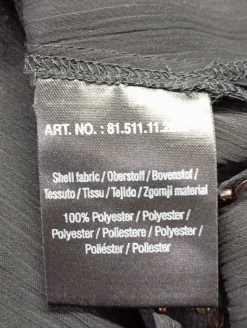 ART. NO. : 81.511.11.2
Shell fabric / Oberstoff / Bovenstof /
Tessuto / Tissu / Tejido / Zgornji material
100% Polyester / Polyester /
Polyester / Poliestere / Polyester /
Poliéster / Poliester